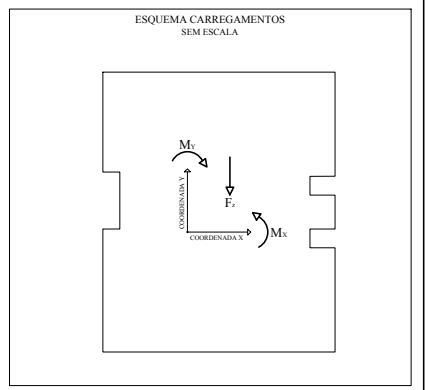 ESQUEMA CARREGAMENTOS
SEM ESCALA
MY
Fz
COORDENADA Y
COORDENADA X
MX